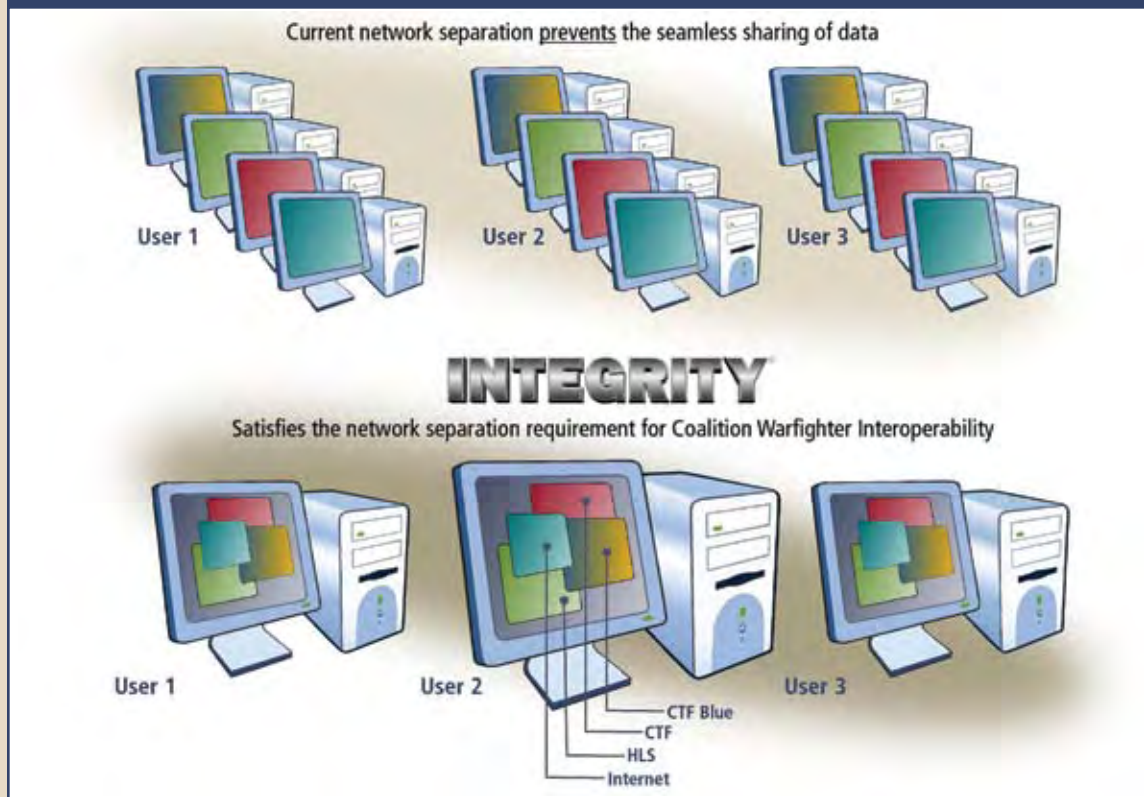 Current network separation prevents the seamless sharing of data
User 1
User 2
User 3
INTEGRITY
Satisfies the network separation requirement for Coalition Warfighter Interoperability
User 1
User 2
User 3
CTF Blue
CTF
HLS
Internet